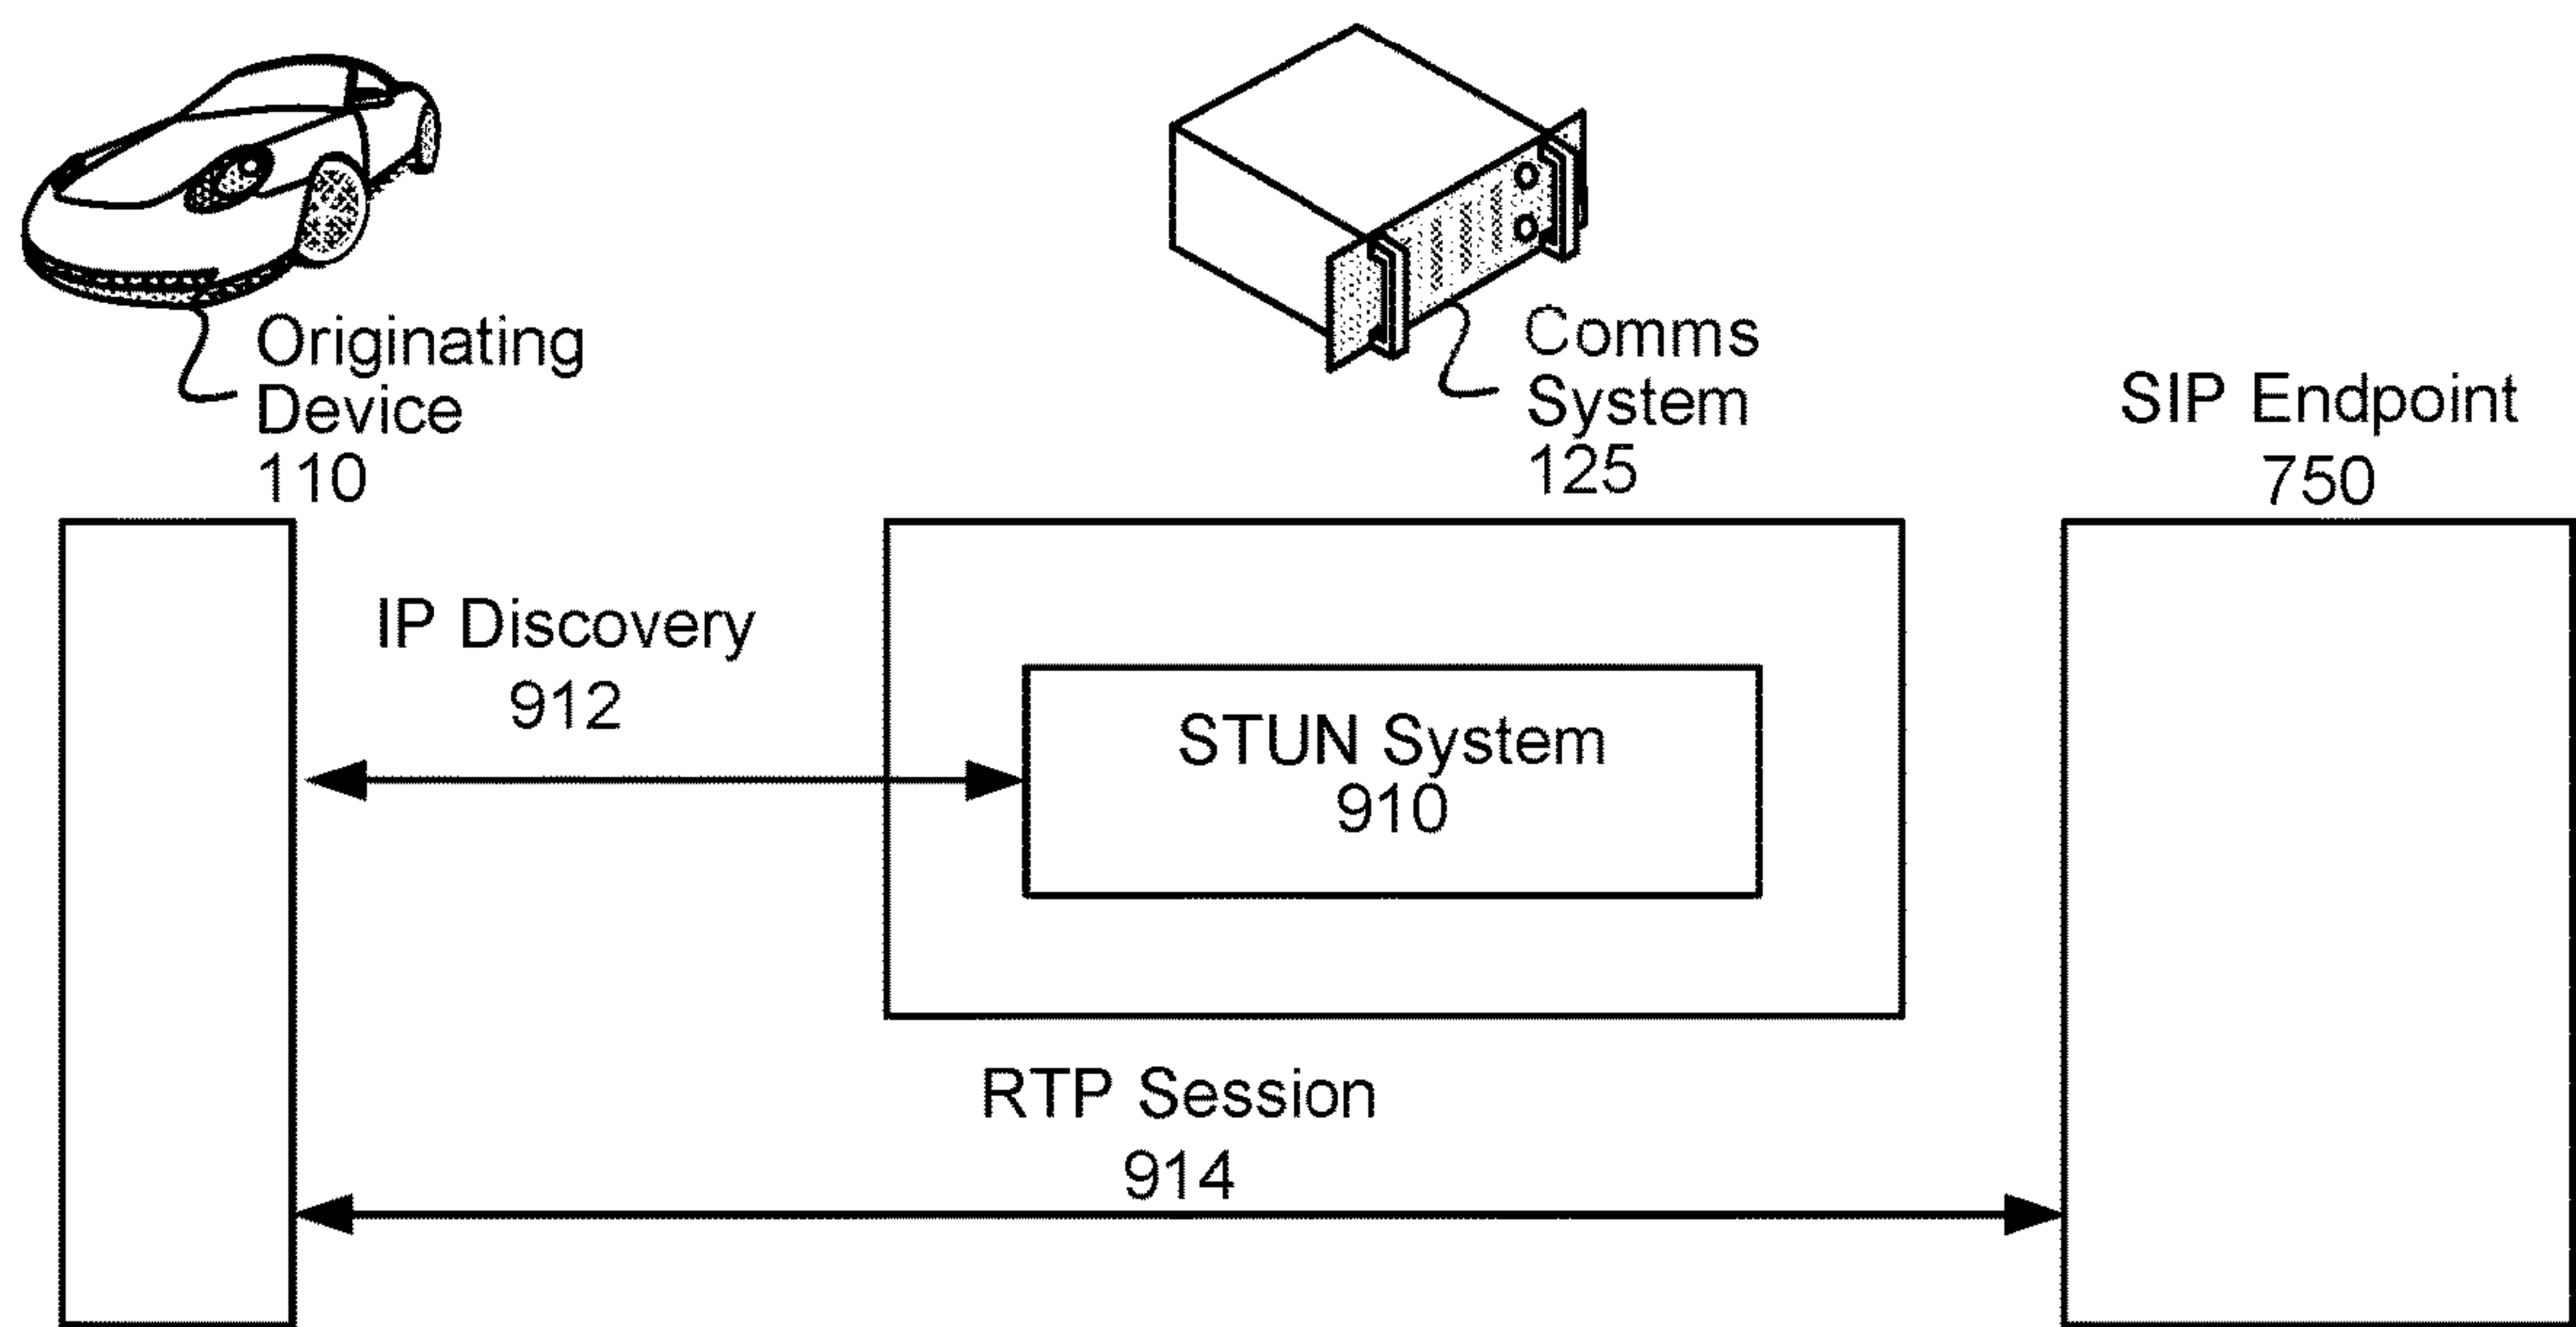 Originating
Device
110
Comms
System
125
SIP Endpoint
750
IP Discovery
912
STUN System
910
RTP Session
914